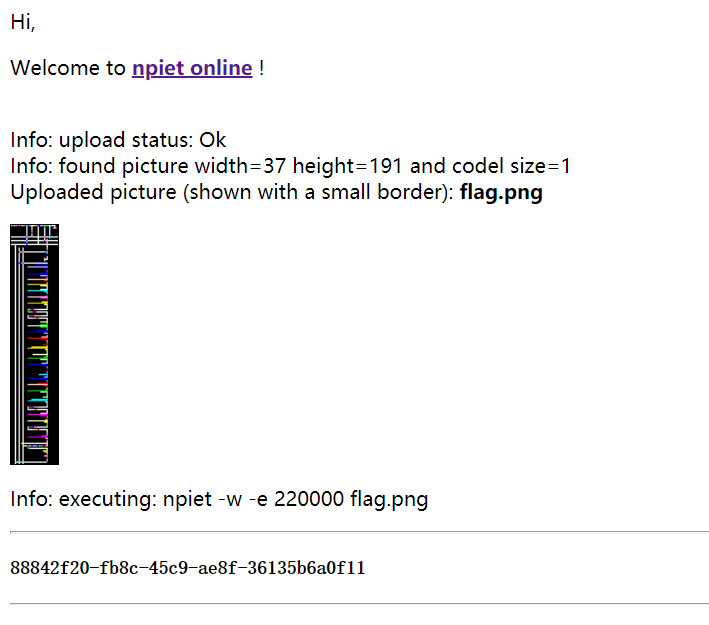 Hi,
Welcome to npiet online !
Info: upload status: Ok
Info: found picture width=37 height=191 and codel size=1
Uploaded picture (shown with a small border): flag.png
Info: executing: npiet -w -e 220000 flag.png
88842f20-fb8c-45c9-ae8f-36135b6a0f11